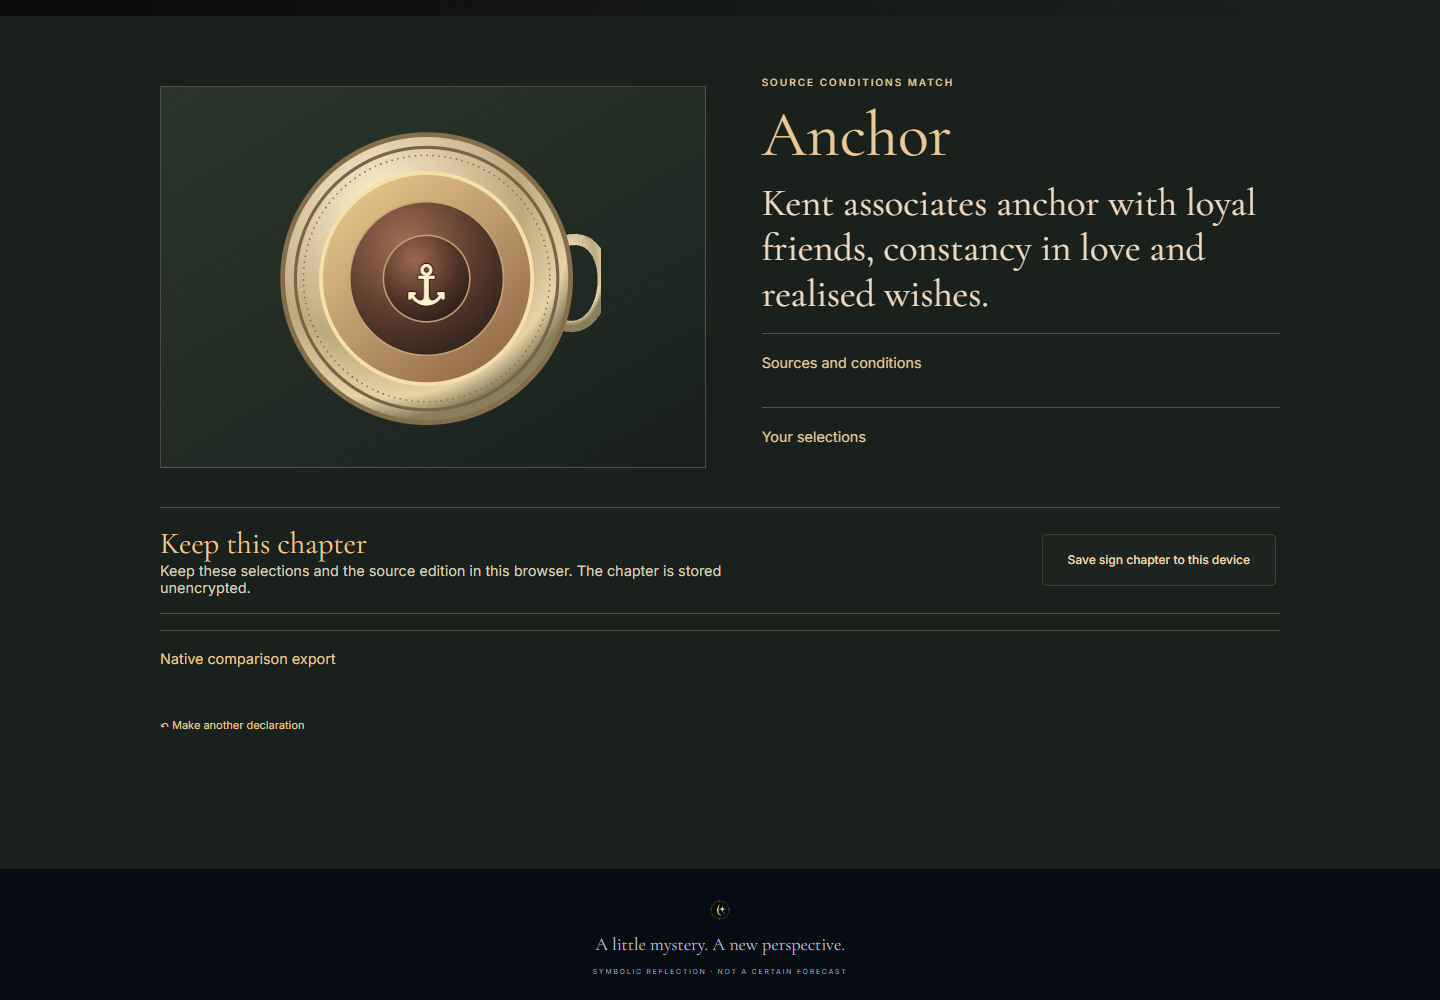 SOURCE CONDITIONS MATCH
Anchor
Kent associates anchor with loyal
friends, constancy in love and
realised wishes.
Sources and conditions
Your selections
Keep this chapter
Keep these selections and the source edition in this browser. The chapter is stored
unencrypted.
Save sign chapter to this device
Native comparison export
↶ Make another declaration
A little mystery. A new perspective.
SYMBOLIC REFLECTION · NOT A CERTAIN FORECAST